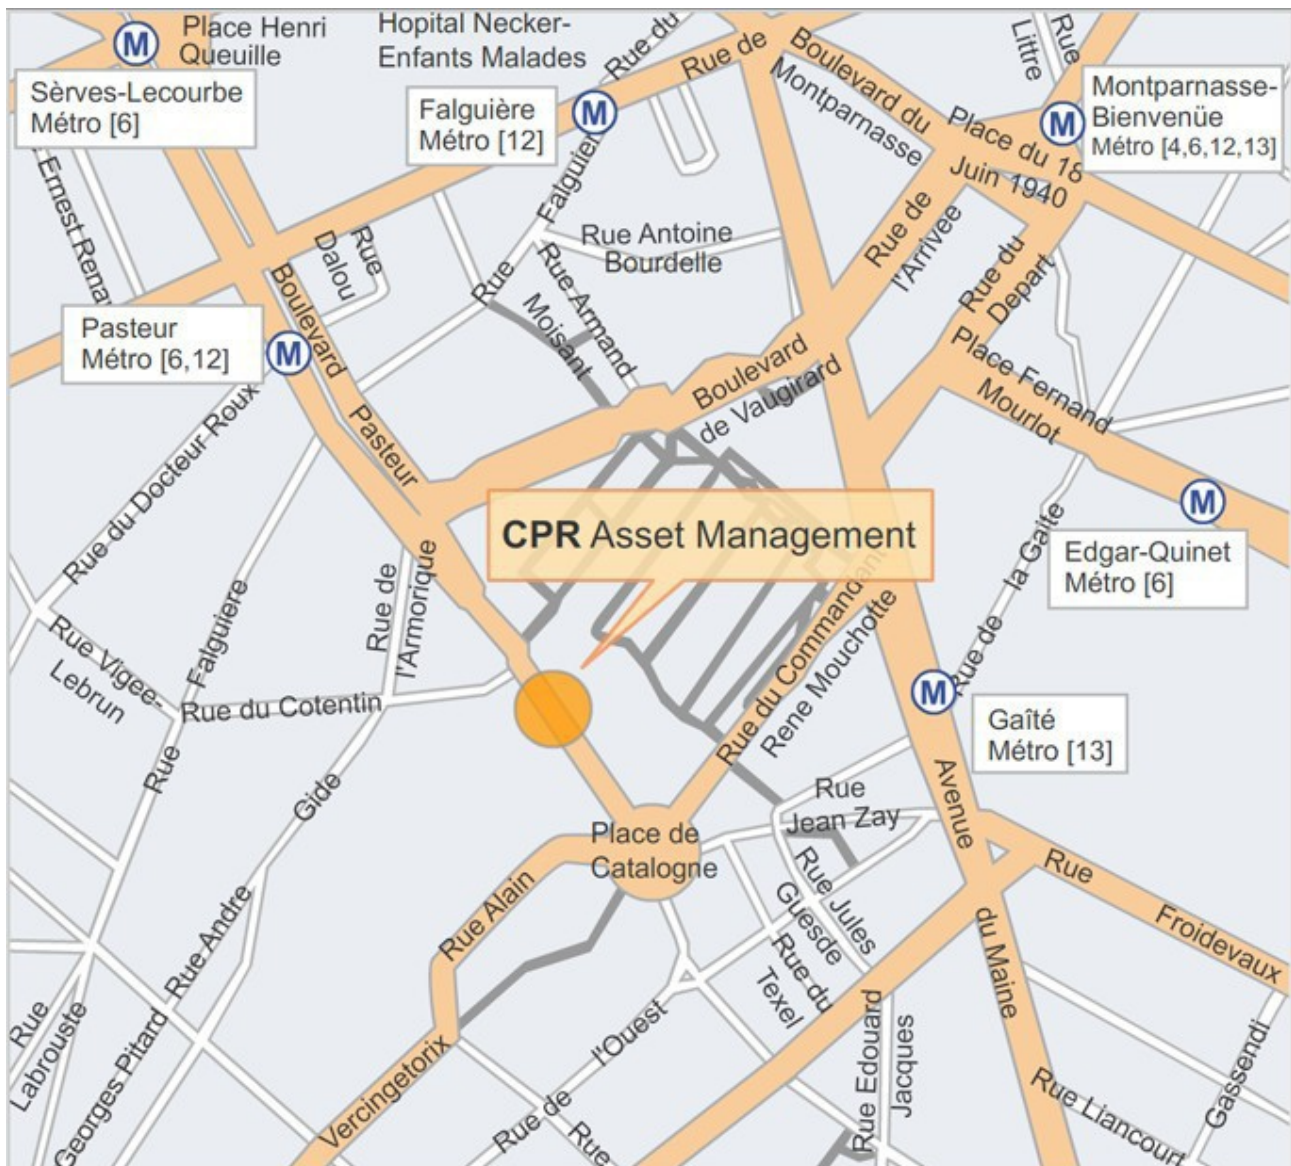 Place Henri
Queuille
Hopital Necker-
Enfants Malades
Rue du
Falguier
Rue
Rue de
Boulevard du
Montparnasse
Rue
Littre
Place du 18
Juin 1940
M
Sèrves-Lecourbe
Métro [6]
M
Falguière
Métro [12]
M
Montparnasse-
Bienvenüe
Métro [4,6,12,13]
Ernest Rena
Rue
Dalou
Rue Antoine
Bourdelle
Rue de
l'Arrivee
Rue du
Depart
Boulevard
Pasteur
Moisant
Rue Armand
M
Pasteur
Métro [6,12]
Boulevard
de Vaugirard
Place Fernand
Mourlot
Rue du Docteur Roux
CPR Asset Management
M
Edgar-Quinet
Métro [6]
Rue de
l'Armorique
Rue de la Gaite
Rue Vigee-
Lebrun
Rue Falguiere
Rue du Cotentin
Rue du Commandant
Rene Mouchotte
M
Gaîté
Métro [13]
Rue
Jean Zay
Avenue du Maine
Place de
Catalogne
Rue Froidevaux
Rue Alain
Rue Jules
Guesde
Rue du
Texel
Georges Pitard Rue Andre Gide
Rue
Labrouste
Vercingetorix
Rue de l'Ouest
Rue
Rue Edouard
Jacques
Rue Liancourt
Gassendi